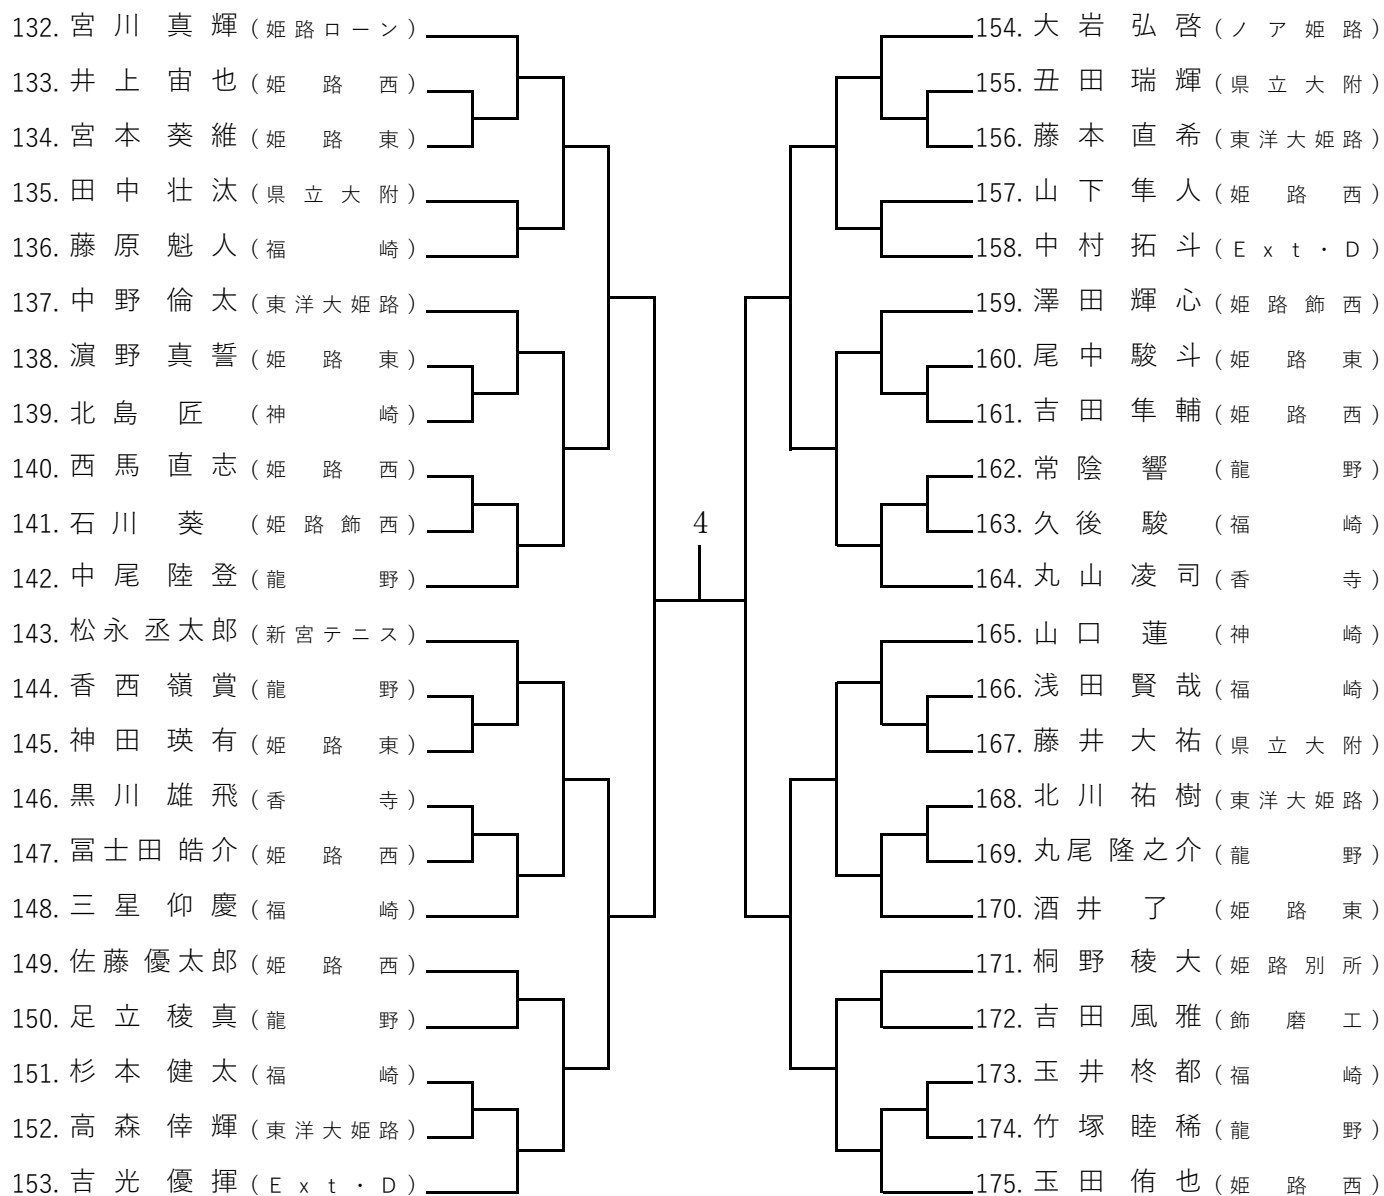 132. 宮川 真輝 (姫路ローン)
133. 井上 宙也 (姫路西)
134. 宮本 葵維 (姫路東)
135. 田中 壮汰 (県立大附)
136. 藤原 魁人 (福崎)
137. 中野 倫太 (東洋大姫路)
138. 濵野 真誓 (姫路東)
139. 北島 匠 (神崎)
140. 西馬 直志 (姫路西)
141. 石川 葵 (姫路飾西)
142. 中尾 陸登 (龍野)
143. 松永 丞太郎 (新宮テニス)
144. 香西 嶺賞 (龍野)
145. 神田 瑛有 (姫路東)
146. 黒川 雄飛 (香寺)
147. 冨士田 皓介 (姫路西)
148. 三星 仰慶 (福崎)
149. 佐藤 優太郎 (姫路西)
150. 足立 稜真 (龍野)
151. 杉本 健太 (福崎)
152. 高森 倖輝 (東洋大姫路)
153. 吉光 優揮 (Ext・D)
4
154. 大岩 弘啓 (ノア姫路)
155. 丑田 瑞輝 (県立大附)
156. 藤本 直希 (東洋大姫路)
157. 山下 隼人 (姫路西)
158. 中村 拓斗 (Ext・D)
159. 澤田 輝心 (姫路飾西)
160. 尾中 駿斗 (姫路東)
161. 吉田 隼輔 (姫路西)
162. 常陰 響 (龍野)
163. 久後 駿 (福崎)
164. 丸山 凌司 (香寺)
165. 山口 蓮 (神崎)
166. 浅田 賢哉 (福崎)
167. 藤井 大祐 (県立大附)
168. 北川 祐樹 (東洋大姫路)
169. 丸尾 隆之介 (龍野)
170. 酒井 了 (姫路東)
171. 桐野 稜大 (姫路別所)
172. 吉田 風雅 (飾磨工)
173. 玉井 柊都 (福崎)
174. 竹塚 睦稀 (龍野)
175. 玉田 侑也 (姫路西)